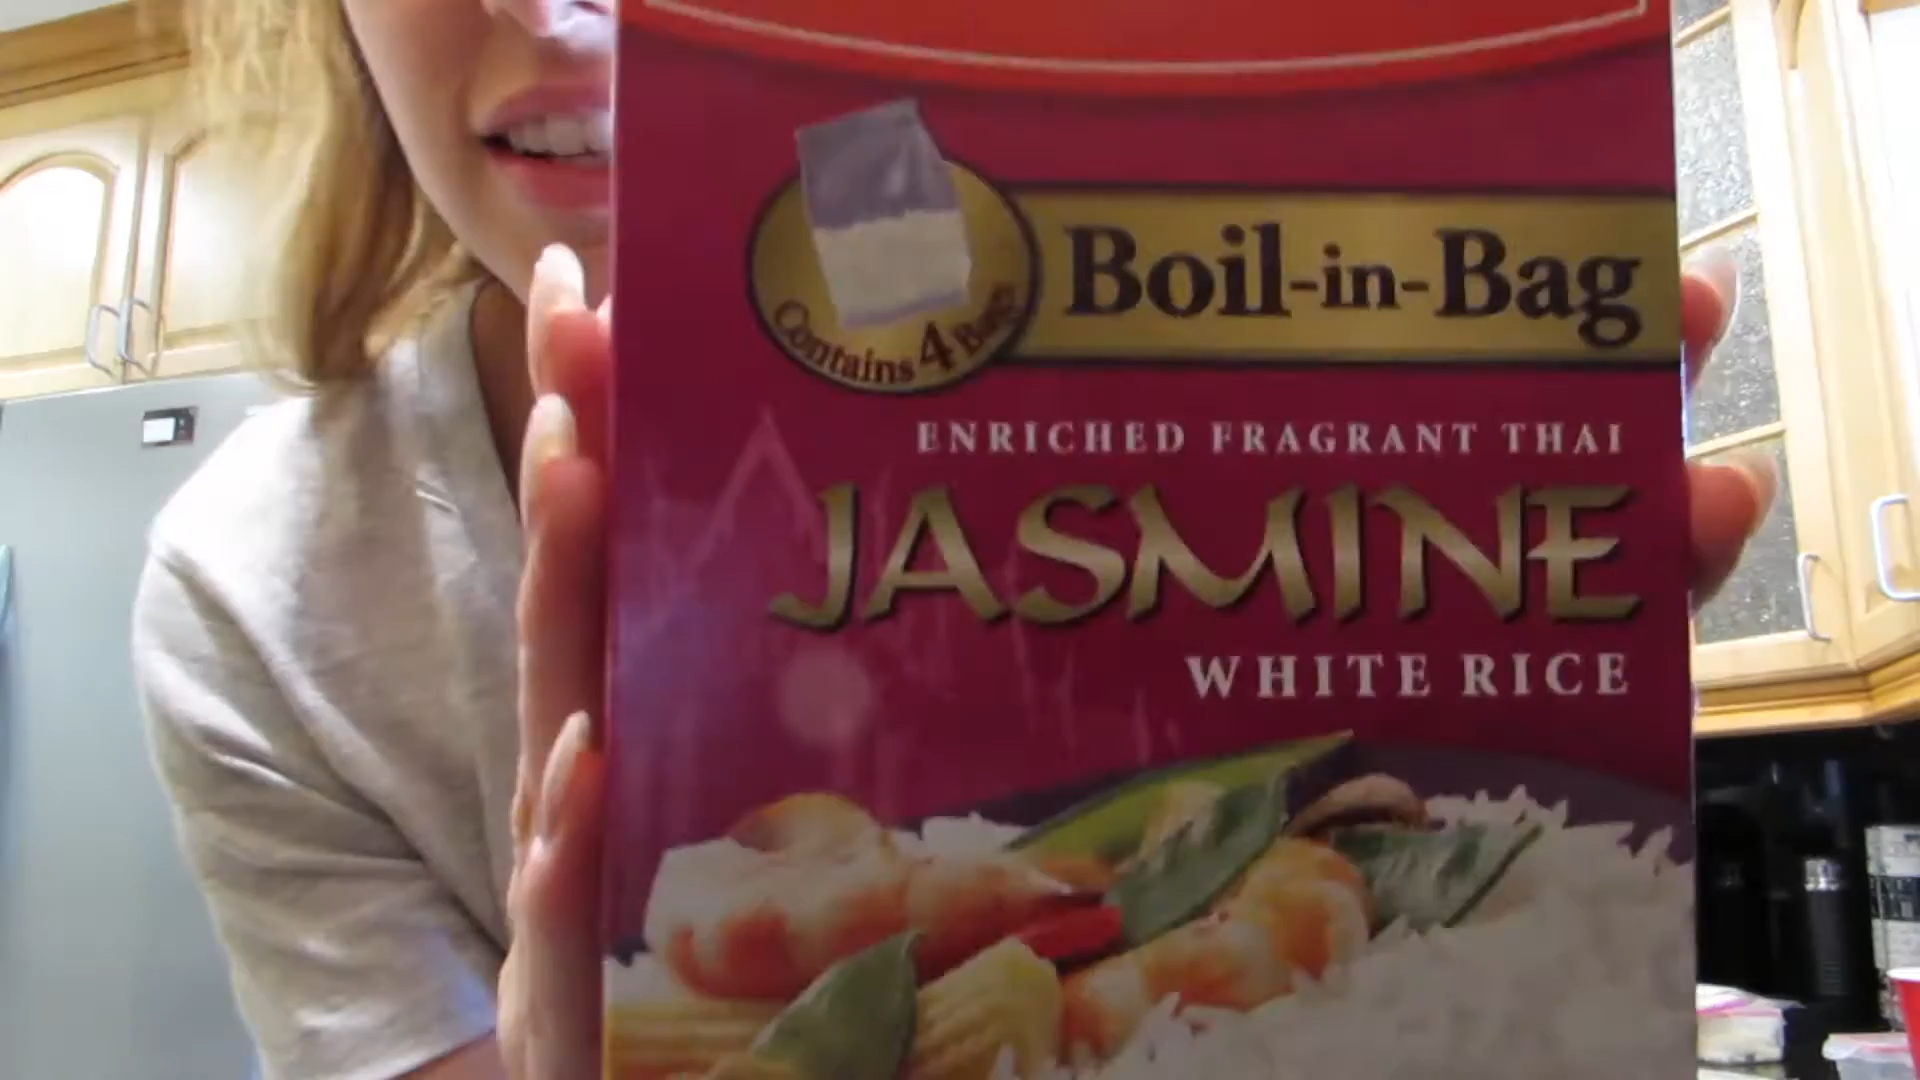 Boil-in-Bag
Contains 4 Bags
ENRICHED FRAGRANT THAI
JASMINE
WHITE RICE